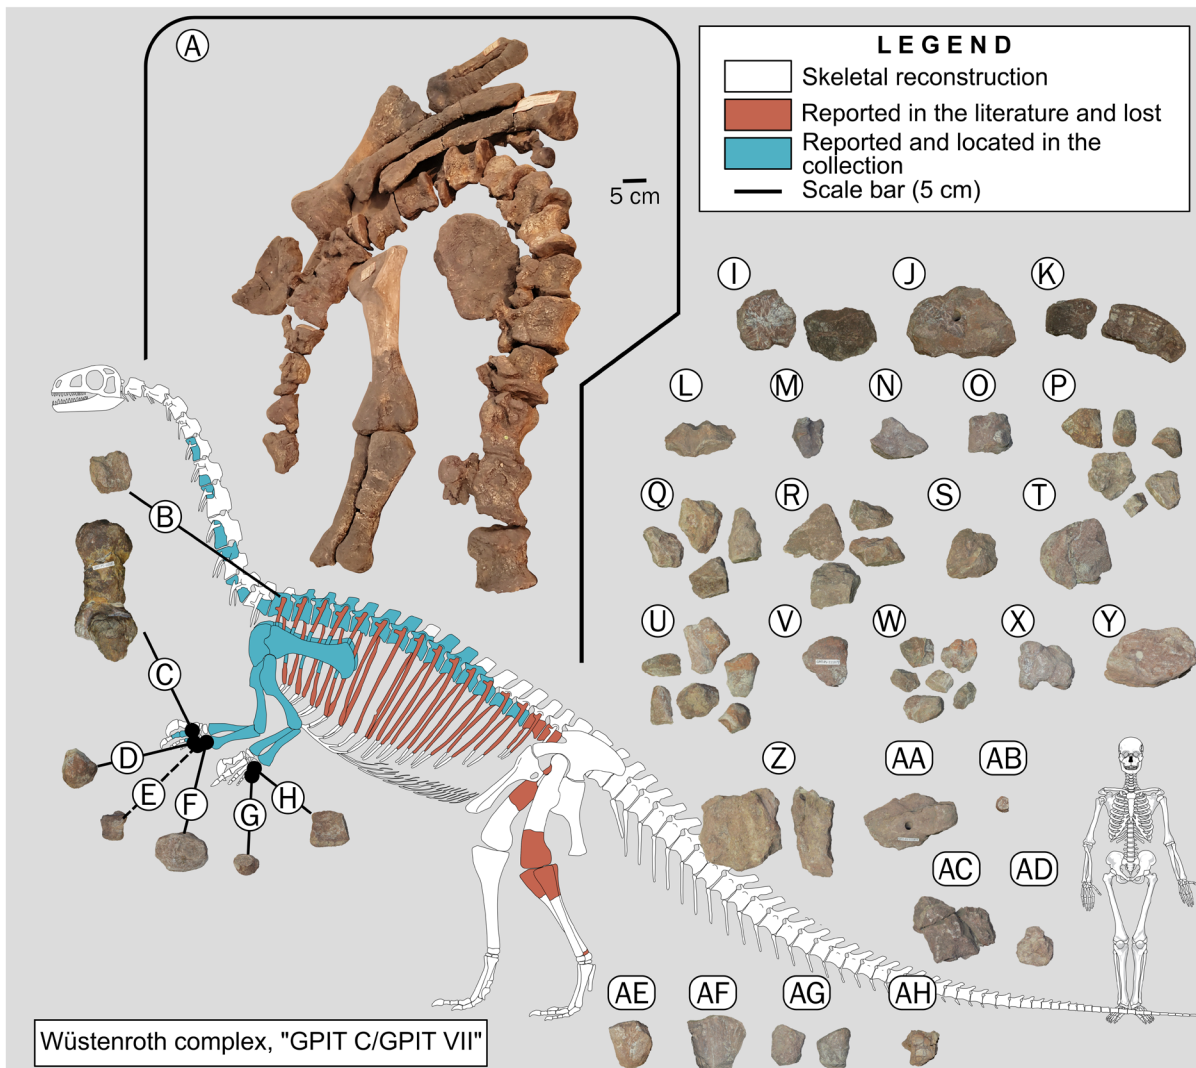 A
LEGEND
Skeletal reconstruction
Reported in the literature and lost
Reported and located in the
collection
Scale bar (5 cm)
5 cm
I
J
K
L
M
N
O
P
B
Q
R
S
T
U
V
W
X
Y
C
D
E
F
G
H
Z
AA
AB
AC
AD
AE
AF
AG
AH
Wüstenroth complex, "GPIT C/GPIT VII"